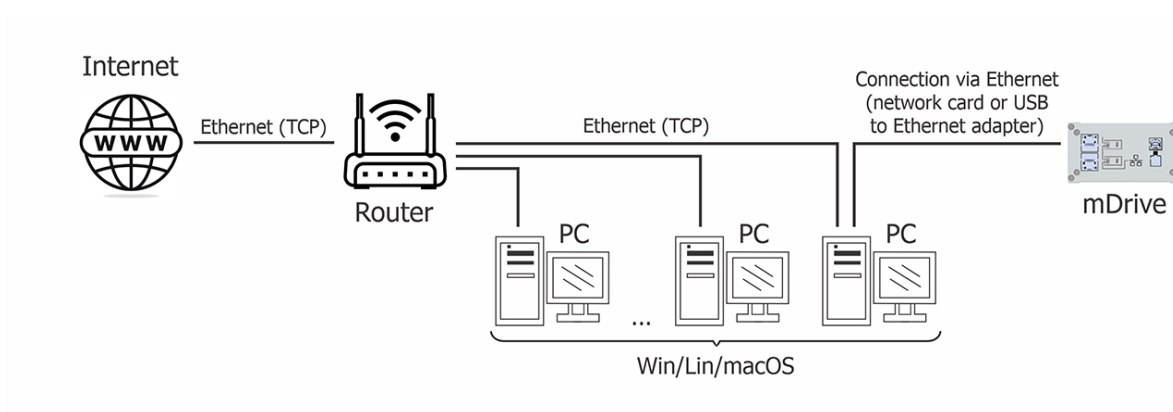 Internet
WWW
Ethernet (TCP)
Router
Ethernet (TCP)
Connection via Ethernet
(network card or USB
to Ethernet adapter)
mDrive
PC
PC
PC
...
Win/Lin/macOS